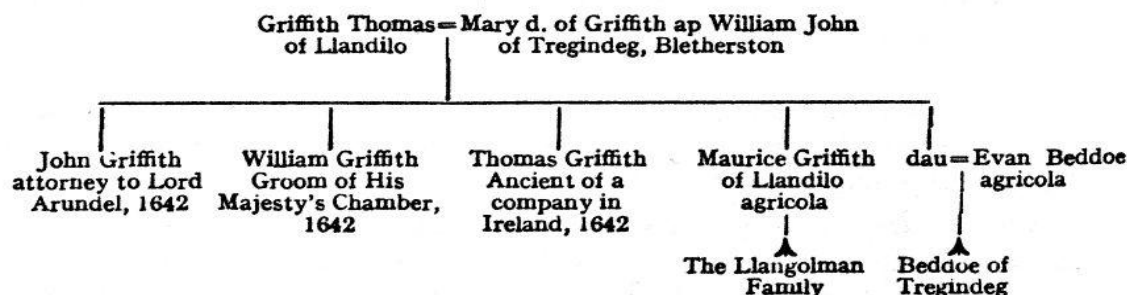 Griffith Thomas = Mary d. of Griffith ap William John
of Llandilo of Tregindeg, Bletherston
John Griffith
attorney to Lord
Arundel, 1642
William Griffith
Groom of His
Majesty's Chamber,
1642
Thomas Griffith
Ancient of a
company in
Ireland, 1642
Maurice Griffith
of Llandilo
agricola
dau = Evan Beddoe
agricola
The Llangolman
Family
Beddoe of
Tregindeg